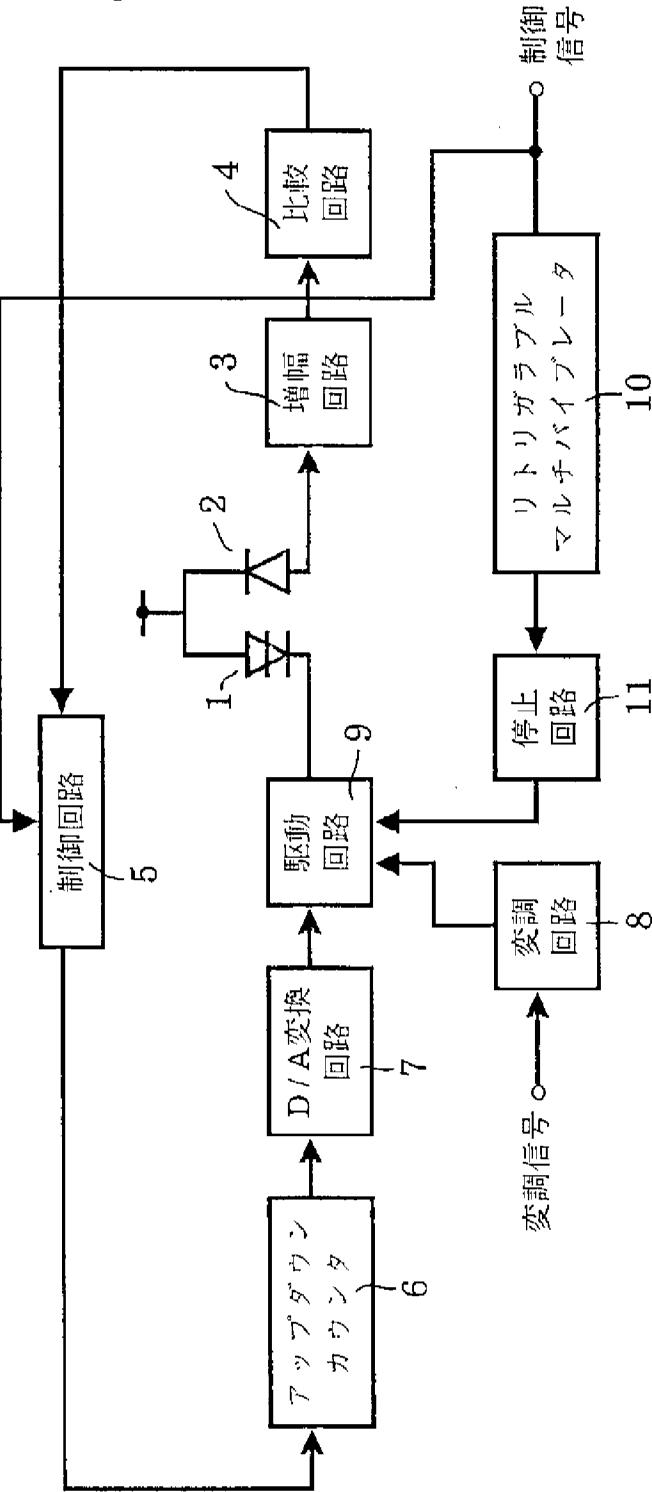 制御回路
5
アップダウン
カウンタ
6
D/A変換
回路
7
駆動
回路
9
1
2
増幅
回路
3
比較
回路
4
変調信号
変調
回路
8
停止
回路
11
リトリガラブル
マルチバイブレータ
10
制御
信号